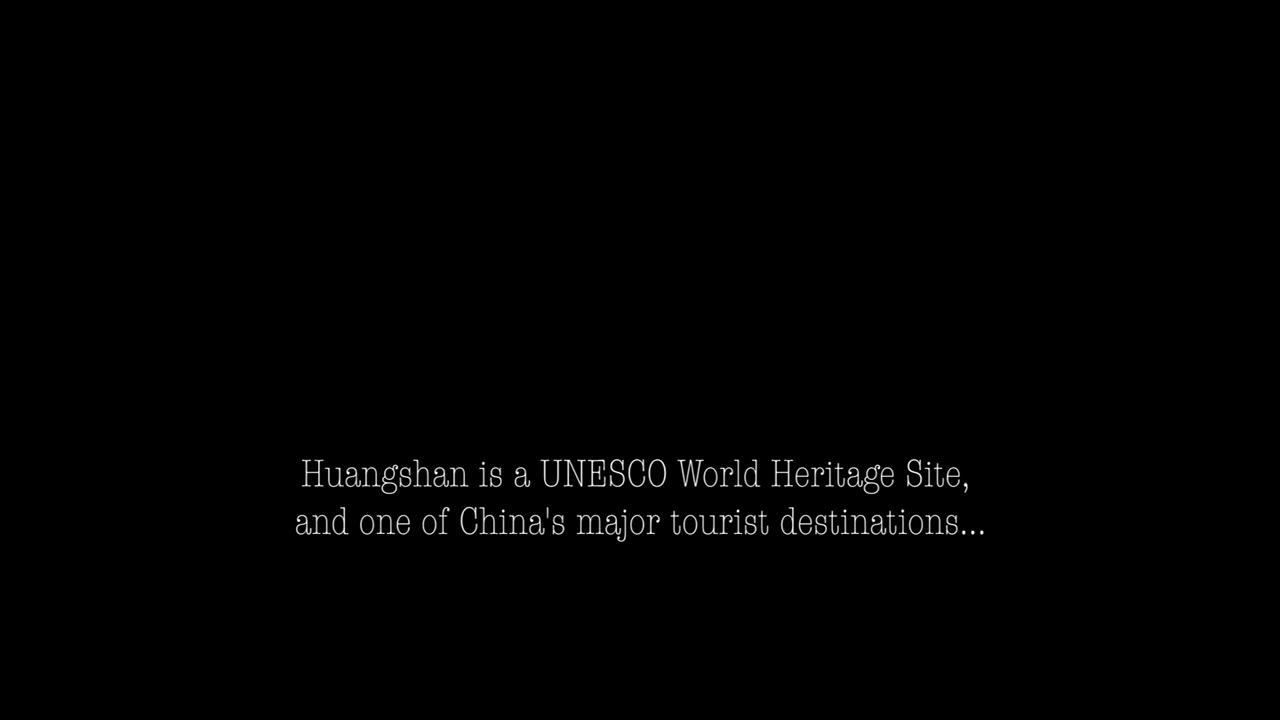 Huangshan is a UNESCO World Heritage Site,
and one of China's major tourist destinations...